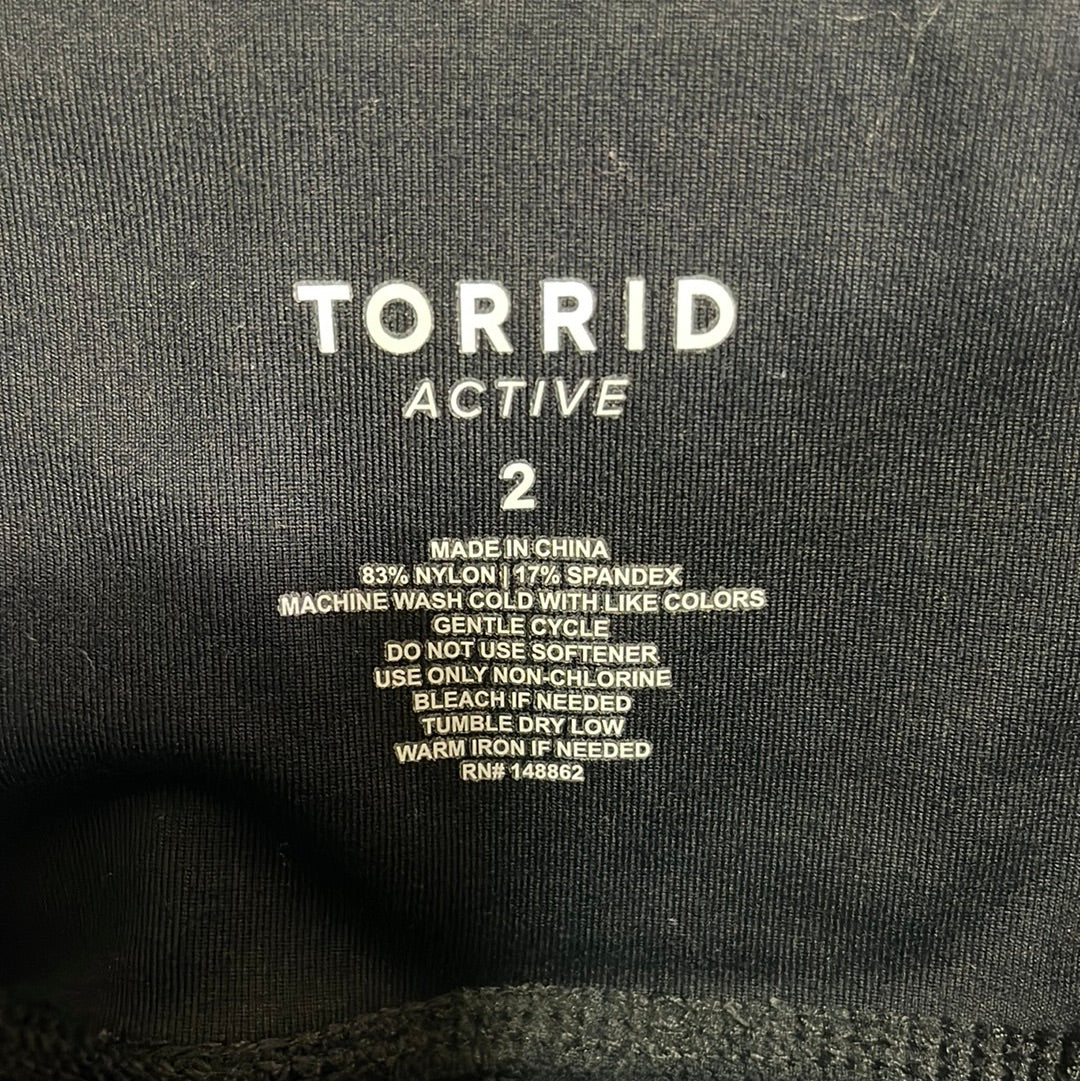 TORRID
ACTIVE
2
MADE IN CHINA
83% NYLON | 17% SPANDEX
MACHINE WASH COLD WITH LIKE COLORS
GENTLE CYCLE
DO NOT USE SOFTENER
USE ONLY NON-CHLORINE
BLEACH IF NEEDED
TUMBLE DRY LOW
WARM IRON IF NEEDED
RN# 148862